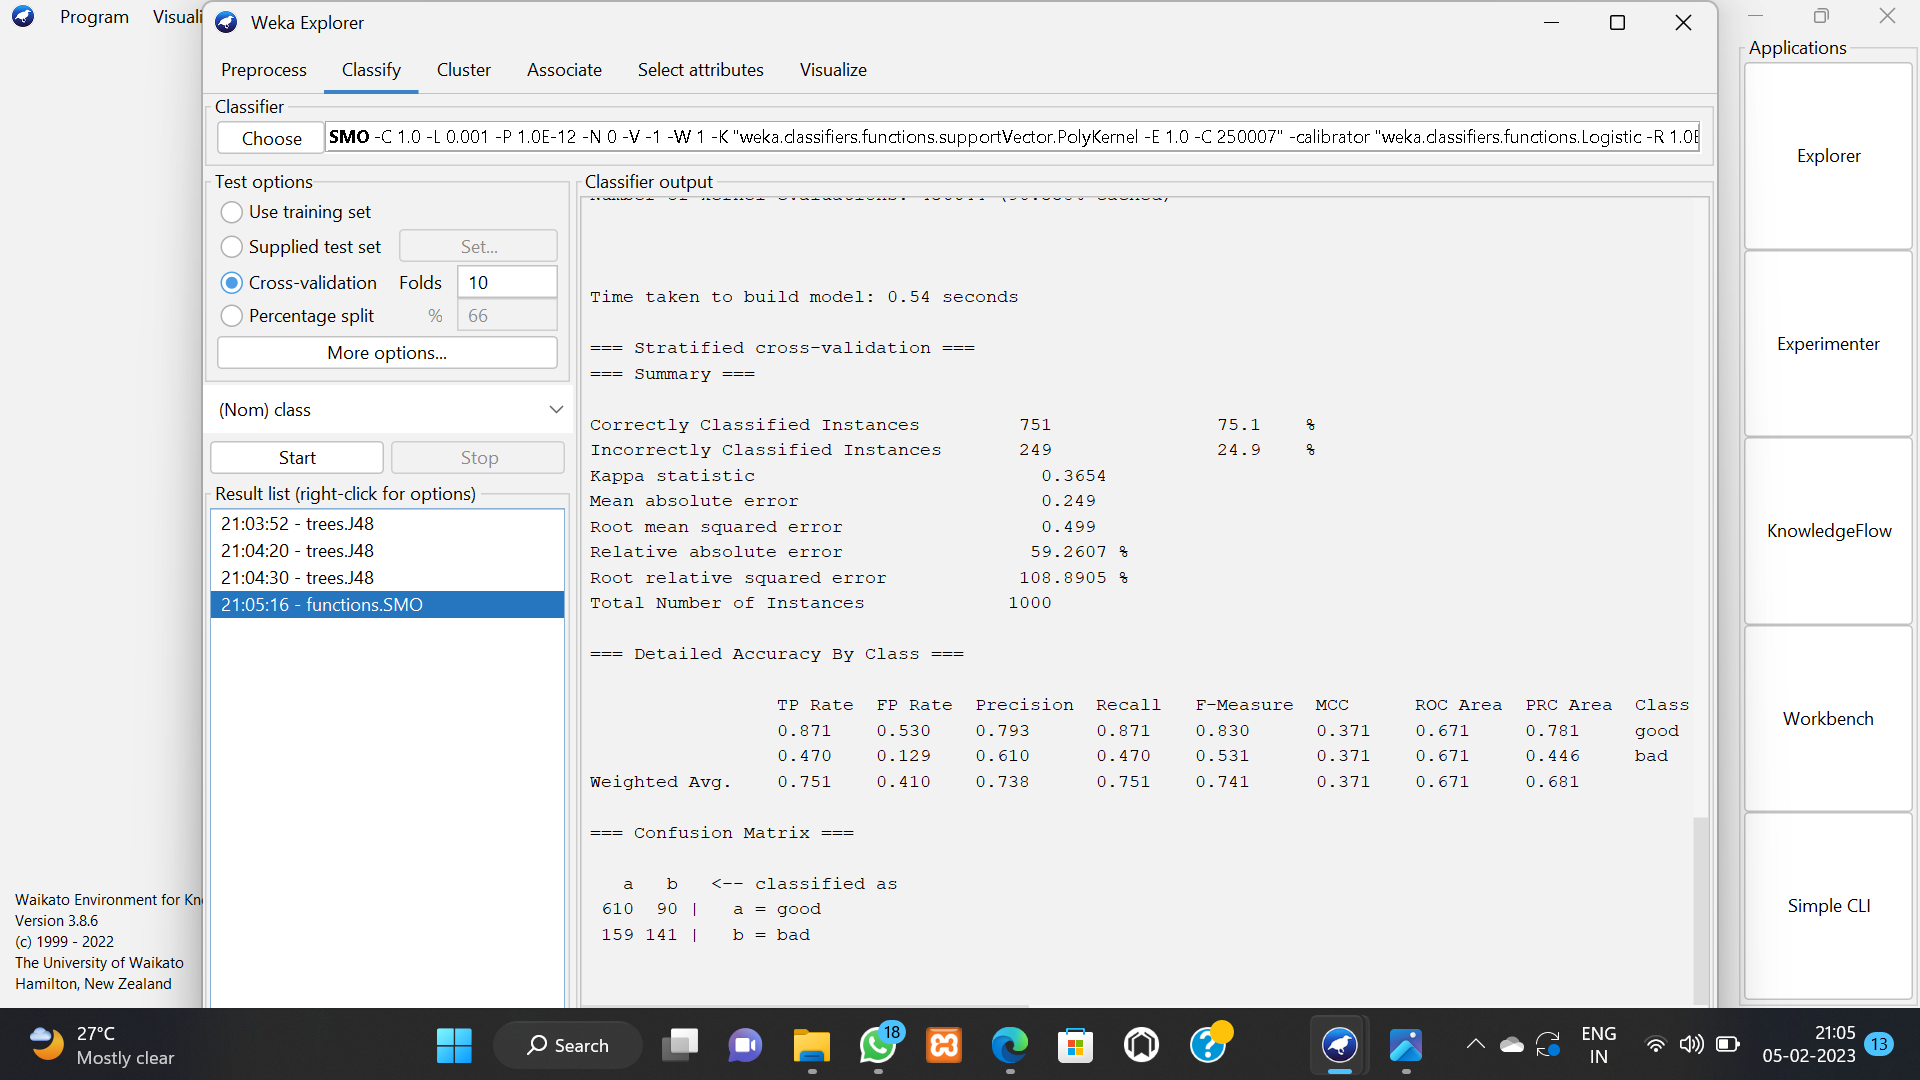 Program Visuali
Weka Explorer
Preprocess Classify Cluster Associate Select attributes Visualize
Classifier
Choose SMO -C 1.0 -L 0.001 -P 1.0E-12 -N 0 -V -1 -W 1 -K "weka.classifiers.functions.supportVector.PolyKernel -E 1.0 -C 250007" -calibrator "weka.classifiers.functions.Logistic -R 1.0E
Test options
Use training set
Supplied test set Set...
Cross-validation Folds 10
Percentage split % 66
More options...
(Nom) class
Start Stop
Result list (right-click for options)
21:03:52 - trees.J48
21:04:20 - trees.J48
21:04:30 - trees.J48
21:05:16 - functions.SMO
Classifier output
Time taken to build model: 0.54 seconds
=== Stratified cross-validation ===
=== Summary ===
Correctly Classified Instances 751 75.1 %
Incorrectly Classified Instances 249 24.9 %
Kappa statistic 0.3654
Mean absolute error 0.249
Root mean squared error 0.499
Relative absolute error 59.2607 %
Root relative squared error 108.8905 %
Total Number of Instances 1000
=== Detailed Accuracy By Class ===
TP Rate FP Rate Precision Recall F-Measure MCC ROC Area PRC Area Class
0.871 0.530 0.793 0.871 0.830 0.371 0.671 0.781 good
0.470 0.129 0.610 0.470 0.531 0.371 0.671 0.446 bad
Weighted Avg. 0.751 0.410 0.738 0.751 0.741 0.371 0.671 0.681
=== Confusion Matrix ===
a b <-- classified as
610 90 | a = good
159 141 | b = bad
Applications
Explorer
Experimenter
KnowledgeFlow
Workbench
Simple CLI
Waikato Environment for Kn
Version 3.8.6
(c) 1999 - 2022
The University of Waikato
Hamilton, New Zealand
27°C
Mostly clear
Search
18
ENG
IN
21:05
05-02-2023
13